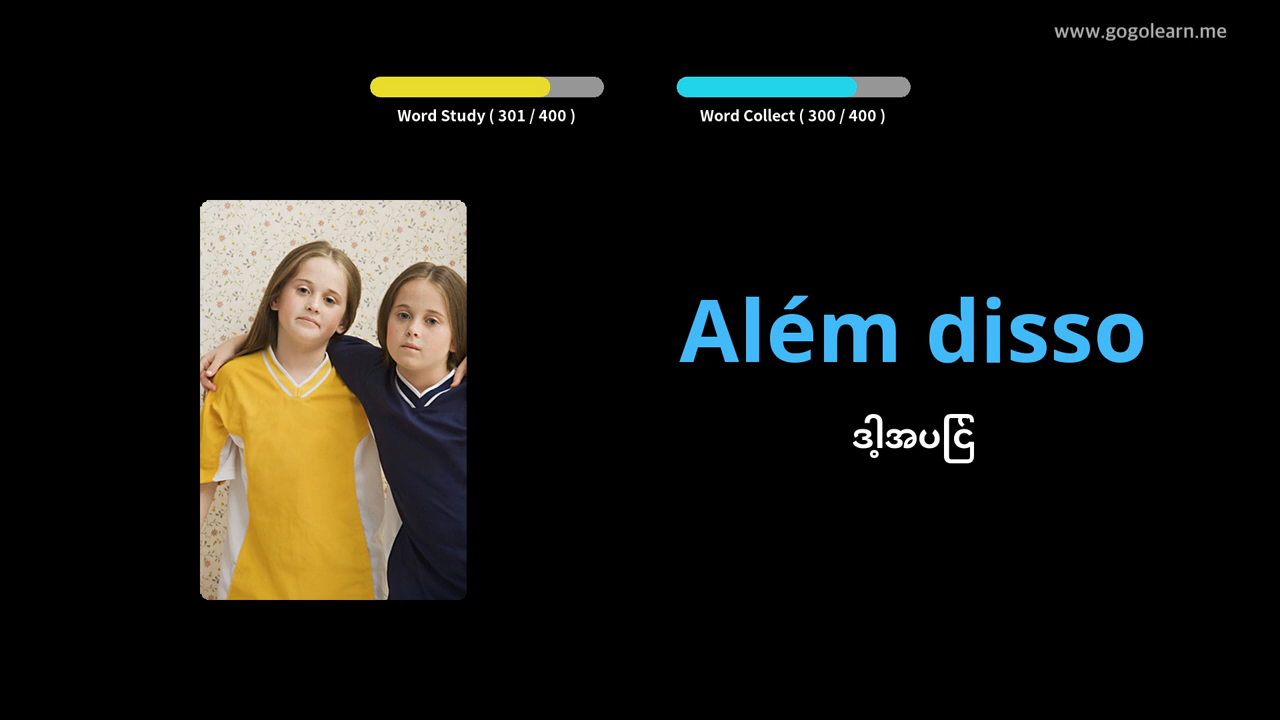 www.gogolearn.me
Word Study ( 301 / 400 )
Word Collect ( 300 / 400 )
Além disso
ဒါ့အပြင်